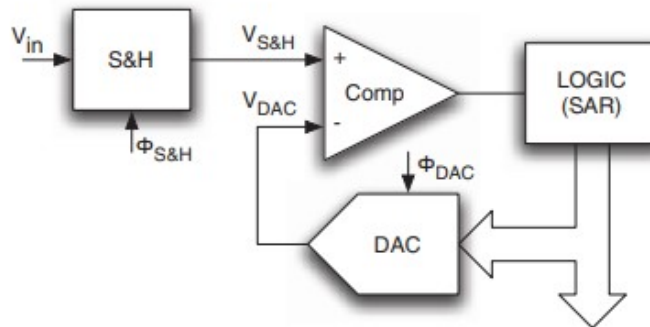 V_in
S&H
Φ_S&H
V_S&H
V_DAC
+
-
Comp
LOGIC
(SAR)
Φ_DAC
DAC